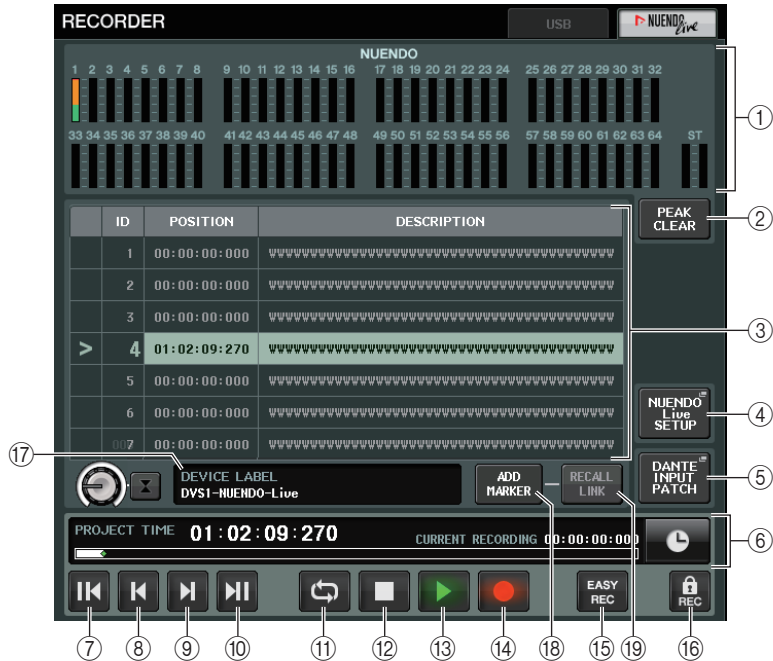 RECORDER
USB
NUENDO Live
NUENDO
1 2 3 4 5 6 7 8 9 10 11 12 13 14 15 16 17 18 19 20 21 22 23 24 25 26 27 28 29 30 31 32
33 34 35 36 37 38 39 40 41 42 43 44 45 46 47 48 49 50 51 52 53 54 55 56 57 58 59 60 61 62 63 64 ST
①
PEAK CLEAR
②
ID POSITION DESCRIPTION
1 00:00:00:000 WWWWWWWWWWWWWWWWWWWWWWWWWWWWWWWWWWWWWWWWWWWW
2 00:00:00:000 WWWWWWWWWWWWWWWWWWWWWWWWWWWWWWWWWWWWWWWWWWWW
3 00:00:00:000 WWWWWWWWWWWWWWWWWWWWWWWWWWWWWWWWWWWWWWWWWWWW
③
> 4 01:02:09:270 WWWWWWWWWWWWWWWWWWWWWWWWWWWWWWWWWWWWWWWWWWWW
5 00:00:00:000 WWWWWWWWWWWWWWWWWWWWWWWWWWWWWWWWWWWWWWWWWWWW
6 00:00:00:000 WWWWWWWWWWWWWWWWWWWWWWWWWWWWWWWWWWWWWWWWWWWW
007 00:00:00:000 WWWWWWWWWWWWWWWWWWWWWWWWWWWWWWWWWWWWWWWWWWWW
NUENDO
Live
SETUP
④
⑰
DEVICE LABEL
DVS1-NUENDO-Live
ADD
MARKER
RECALL
LINK
DANTE
INPUT
PATCH
⑤
PROJECT TIME 01:02:09:270 CURRENT RECORDING 00:00:00:000
⑥
EASY
REC
REC
⑦ ⑧ ⑨ ⑩ ⑪ ⑫ ⑬ ⑭ ⑱ ⑮ ⑲ ⑯